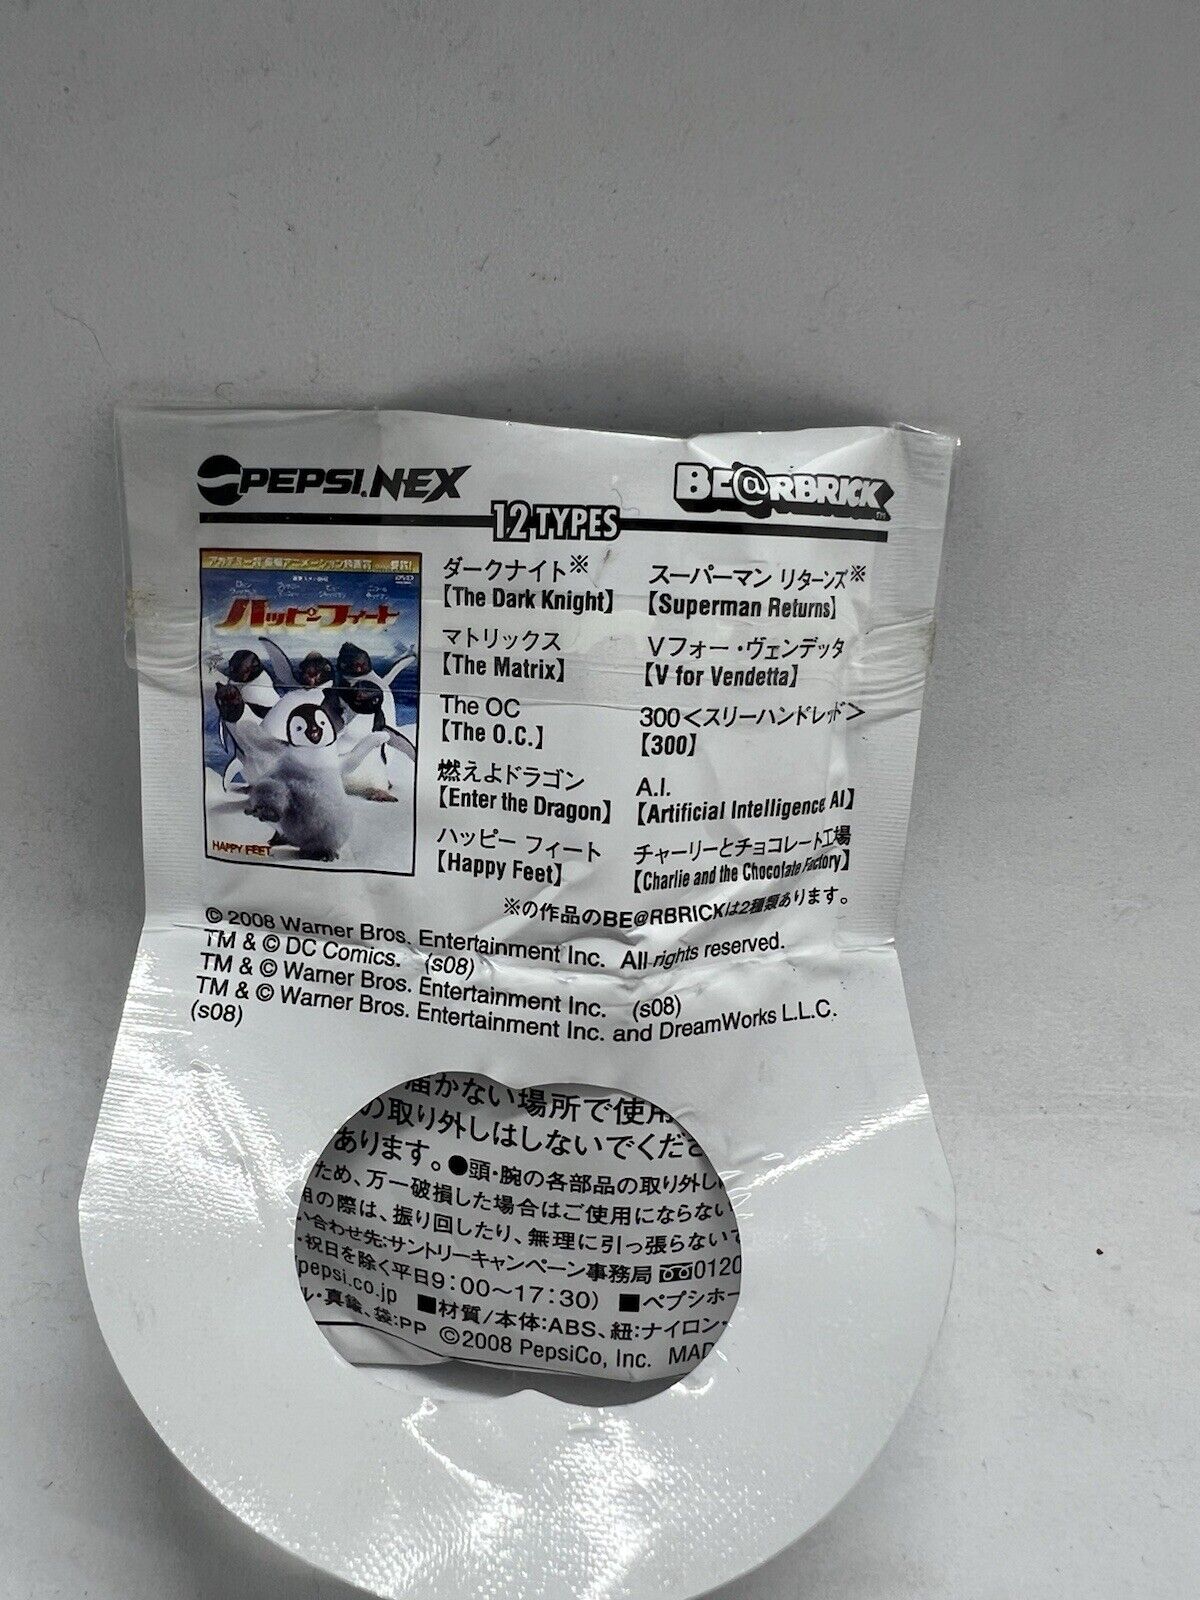 PEPSI NEX
BE@RBRICK
12 TYPES
ハッピー フィート
HAPPY FEET
ダークナイト※
【The Dark Knight】
マトリックス
【The Matrix】
The OC
【The O.C.】
燃えよドラゴン
【Enter the Dragon】
ハッピー フィート
【Happy Feet】
スーパーマン リターンズ※
【Superman Returns】
Vフォー・ヴェンデッタ
【V for Vendetta】
300＜スリーハンドレッド＞
【300】
A.I.
【Artificial Intelligence AI】
チャーリーとチョコレート工場
【Charlie and the Chocolate Factory】
※の作品のBE@RBRICKは2種類あります。
© 2008 Warner Bros. Entertainment Inc. All rights reserved.
TM & © DC Comics. (s08)
TM & © Warner Bros. Entertainment Inc. (s08)
TM & © Warner Bros. Entertainment Inc. and DreamWorks L.L.C.
(s08)
届かない場所で使用
の取り外しはしないでくださ
あります。●頭・腕の各部品の取り外し
ため、万一破損した場合はご使用にならない
用の際は、振り回したり、無理に引っ張らない
い合わせ先:サントリーキャンペーン事務局 0120
・祝日を除く平日9:00〜17:30) ■ペプシホー
pepsi.co.jp ■材質/本体:ABS、紐:ナイロン・
ル・真鍮、袋:PP ©2008 PepsiCo, Inc. MAD